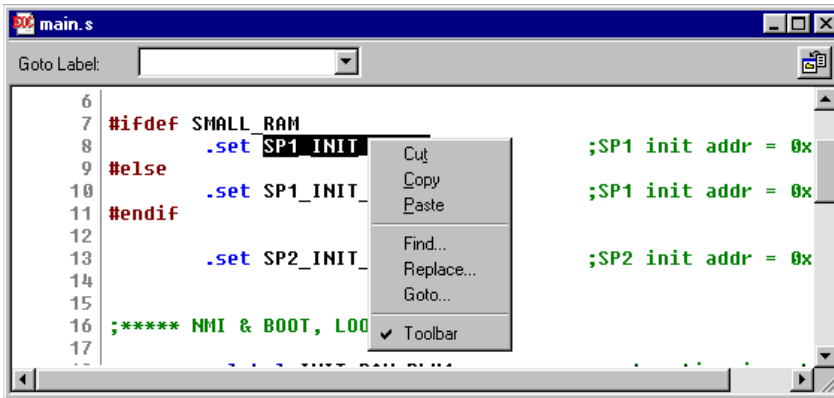 DOC main.s
Goto Label:
6
7 #ifdef SMALL_RAM
8 .set SP1_INIT_ ;SP1 init addr = 0x
9 #else
10 .set SP1_INIT_ ;SP1 init addr = 0x
11 #endif
12
13 .set SP2_INIT_ ;SP2 init addr = 0x
14
15
16 ;***** NMI & BOOT, LOO
17
Cut
Copy
Paste
Find...
Replace...
Goto...
✓ Toolbar